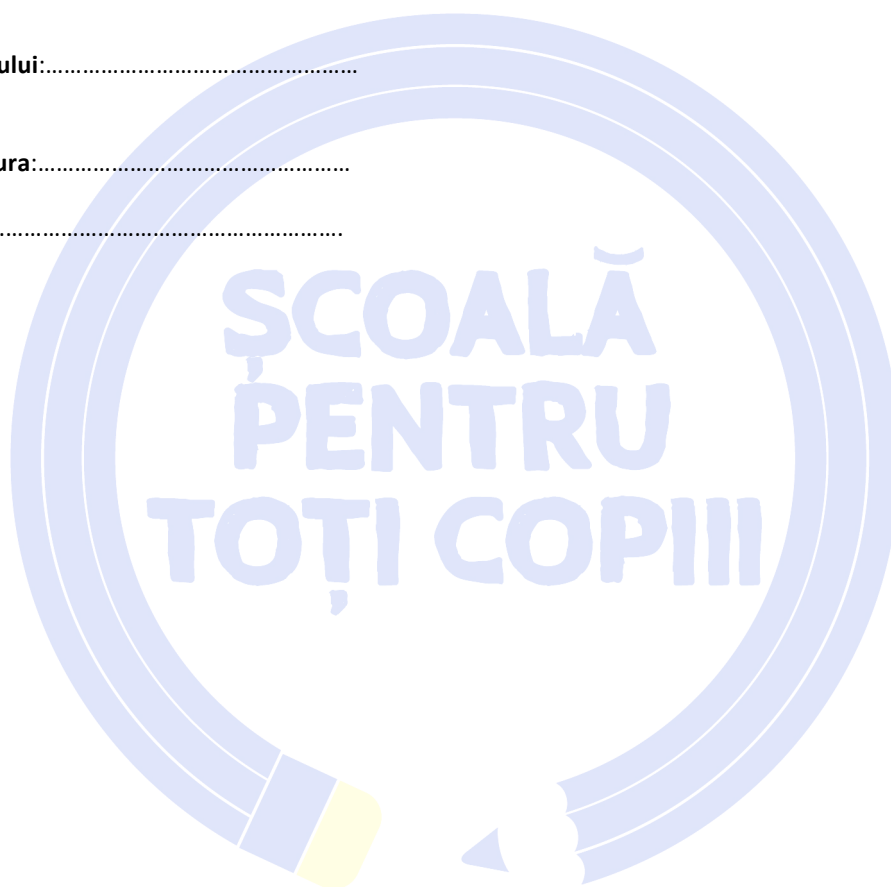 ului:……………………………………………
ura:……………………………………………
……………………………………………….
ȘCOALĂ
PENTRU
TOȚI COPIII